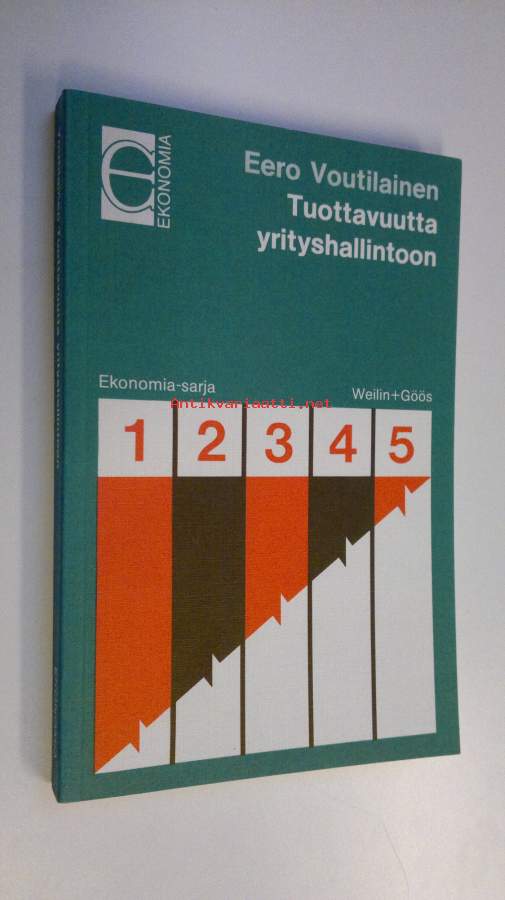 EKONOMIA
Eero Voutilainen
Tuottavuutta
yrityshallintoon
Ekonomia-sarja
Weilin+Göös
Antikvariaatti.net
1 2 3 4 5